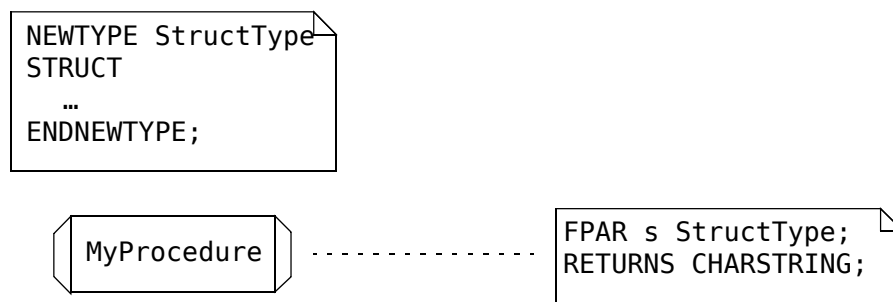 NEWTYPE StructType
STRUCT
…
ENDNEWTYPE;
MyProcedure
FPAR s StructType;
RETURNS CHARSTRING;